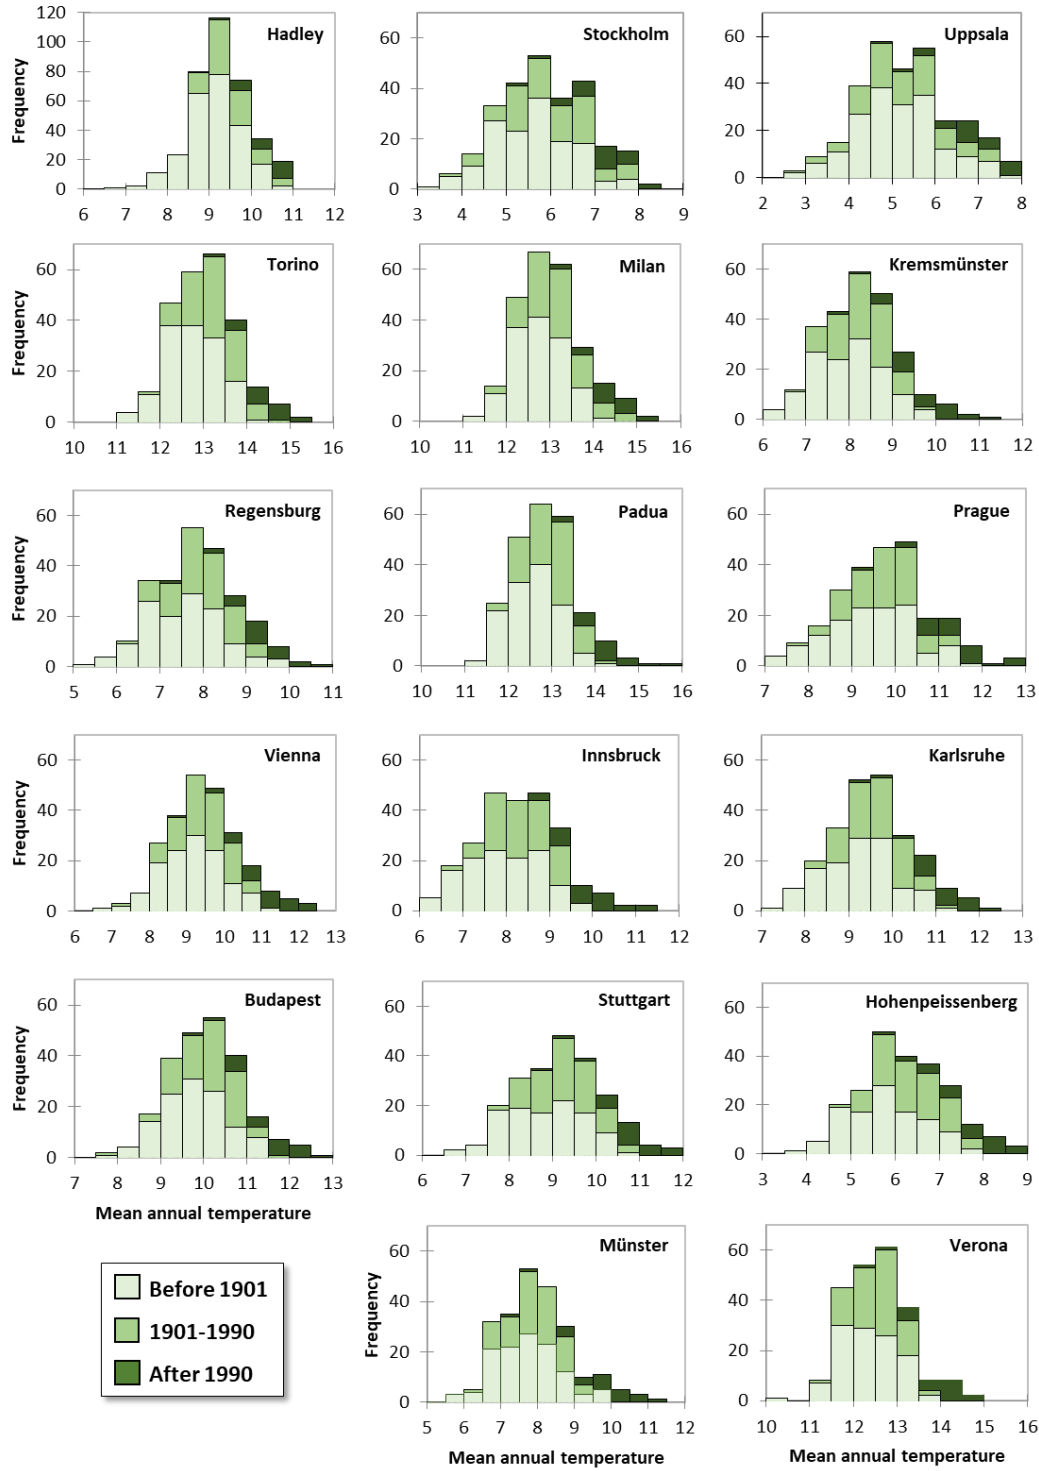 Hadley
Frequency
120
100
80
60
40
20
0
6 7 8 9 10 11 12
Stockholm
60
40
20
0
3 4 5 6 7 8 9
Uppsala
60
40
20
0
2 3 4 5 6 7 8
Torino
Frequency
60
40
20
0
10 11 12 13 14 15 16
Milan
60
40
20
0
10 11 12 13 14 15 16
Kremsmünster
60
40
20
0
6 7 8 9 10 11 12
Regensburg
Frequency
60
40
20
0
5 6 7 8 9 10 11
Padua
60
40
20
0
10 11 12 13 14 15 16
Prague
60
40
20
0
7 8 9 10 11 12 13
Vienna
Frequency
60
40
20
0
6 7 8 9 10 11 12 13
Innsbruck
60
40
20
0
6 7 8 9 10 11 12
Karlsruhe
60
40
20
0
7 8 9 10 11 12 13
Budapest
Frequency
60
40
20
0
7 8 9 10 11 12 13
Mean annual temperature
Stuttgart
60
40
20
0
6 7 8 9 10 11 12
Hohenpeissenberg
60
40
20
0
3 4 5 6 7 8 9
Before 1901
1901-1990
After 1990
Münster
Frequency
60
40
20
0
5 6 7 8 9 10 11 12
Mean annual temperature
Verona
60
40
20
0
10 11 12 13 14 15 16
Mean annual temperature